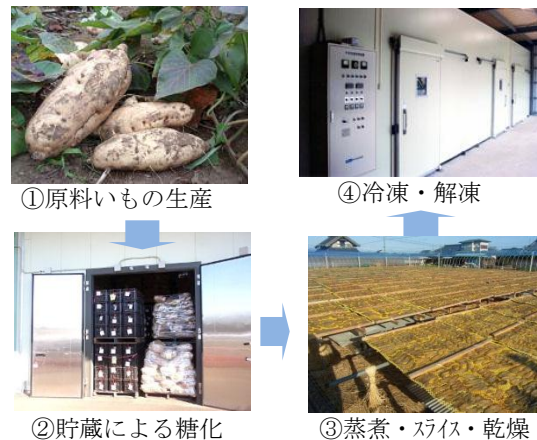 ①原料いもの生産
②貯蔵による糖化
③蒸煮・ｽﾗｲｽ・乾燥
④冷凍・解凍